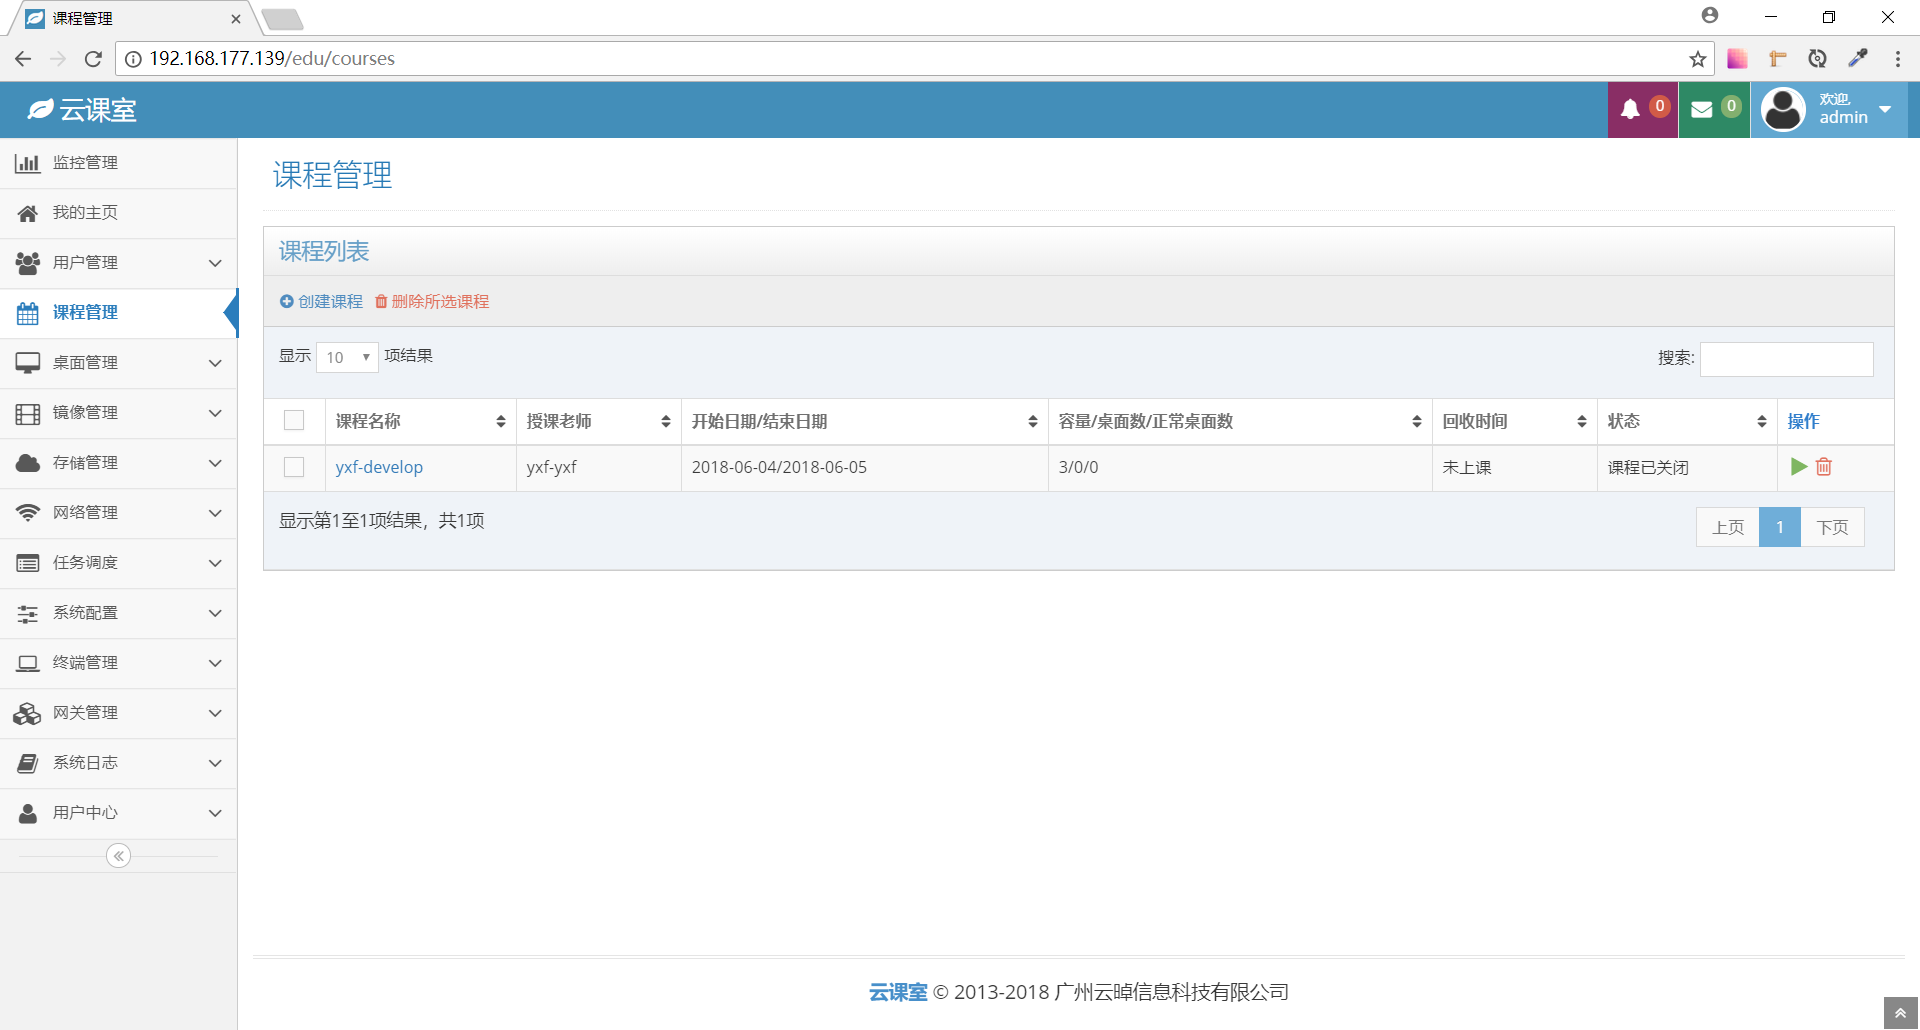 课程管理
192.168.177.139/edu/courses
云课室
0
0
欢迎,
admin
监控管理
我的主页
用户管理
课程管理
桌面管理
镜像管理
存储管理
网络管理
任务调度
系统配置
终端管理
网关管理
系统日志
用户中心
课程管理
课程列表
创建课程 删除所选课程
显示 10 项结果
搜索:
课程名称 授课老师 开始日期/结束日期 容量/桌面数/正常桌面数 回收时间 状态 操作
yxf-develop yxf-yxf 2018-06-04/2018-06-05 3/0/0 未上课 课程已关闭
显示第1至1项结果，共1项
上页 1 下页
云课室 © 2013-2018 广州云晫信息科技有限公司